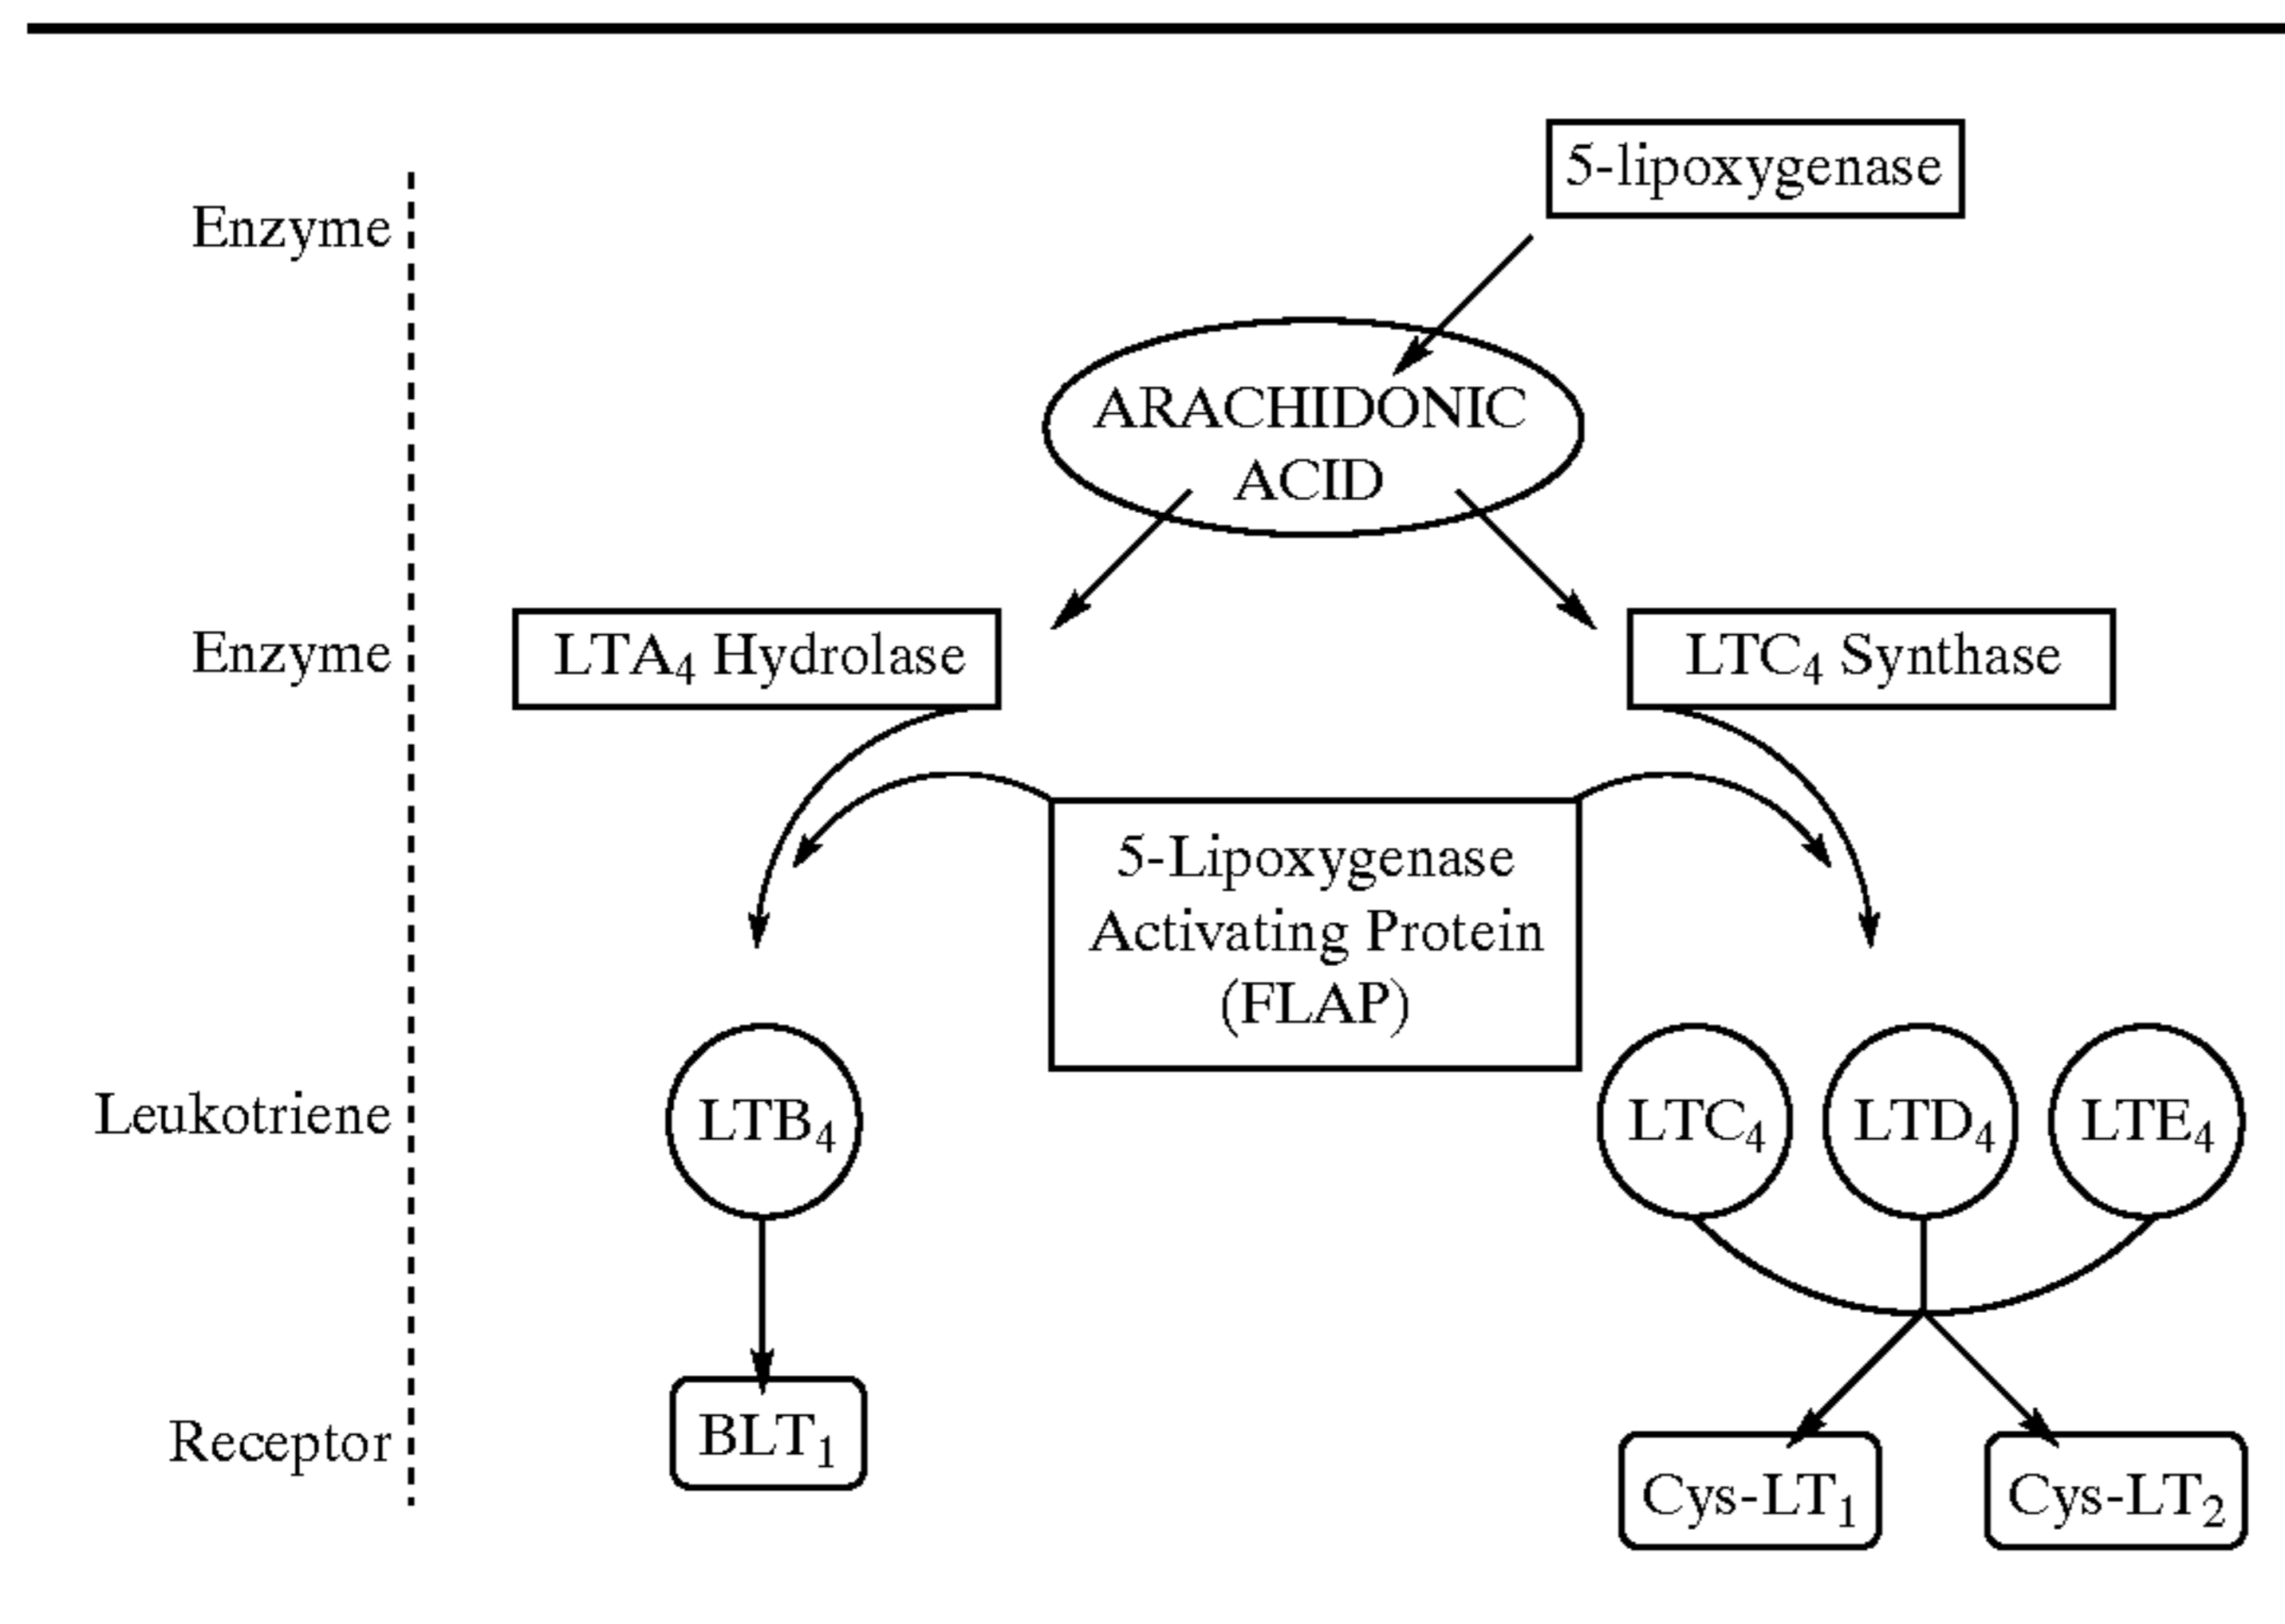 5-lipoxygenase
Enzyme
ARACHIDONIC
ACID
Enzyme
LTA4 Hydrolase
LTC4 Synthase
5-Lipoxygenase
Activating Protein
(FLAP)
Leukotriene
LTB4
LTC4
LTD4
LTE4
Receptor
BLT1
Cys-LT1
Cys-LT2